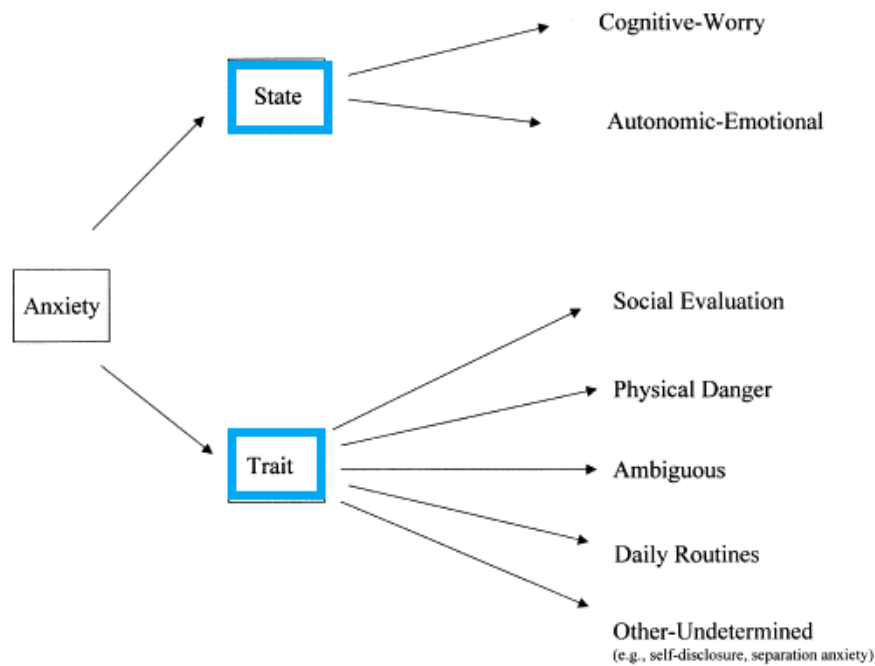 Cognitive-Worry
State
Autonomic-Emotional
Anxiety
Social Evaluation
Physical Danger
Trait
Ambiguous
Daily Routines
Other-Undetermined
(e.g., self-disclosure, separation anxiety)